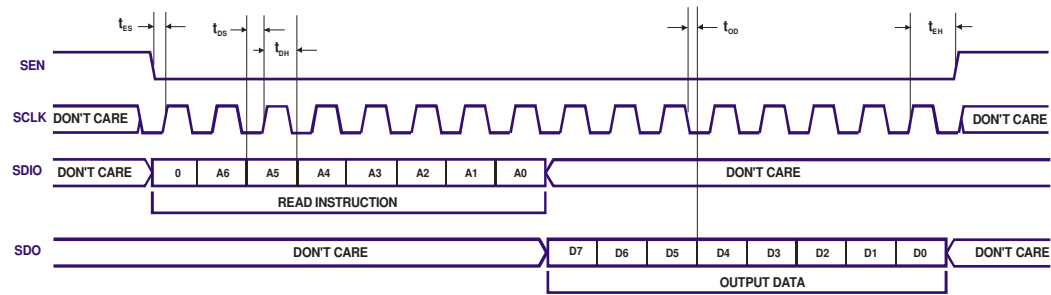 tES tDS tDH tOD tEH
SEN
SCLK DON'T CARE DON'T CARE
SDIO DON'T CARE 0 A6 A5 A4 A3 A2 A1 A0 DON'T CARE
READ INSTRUCTION
SDO DON'T CARE D7 D6 D5 D4 D3 D2 D1 D0 DON'T CARE
OUTPUT DATA